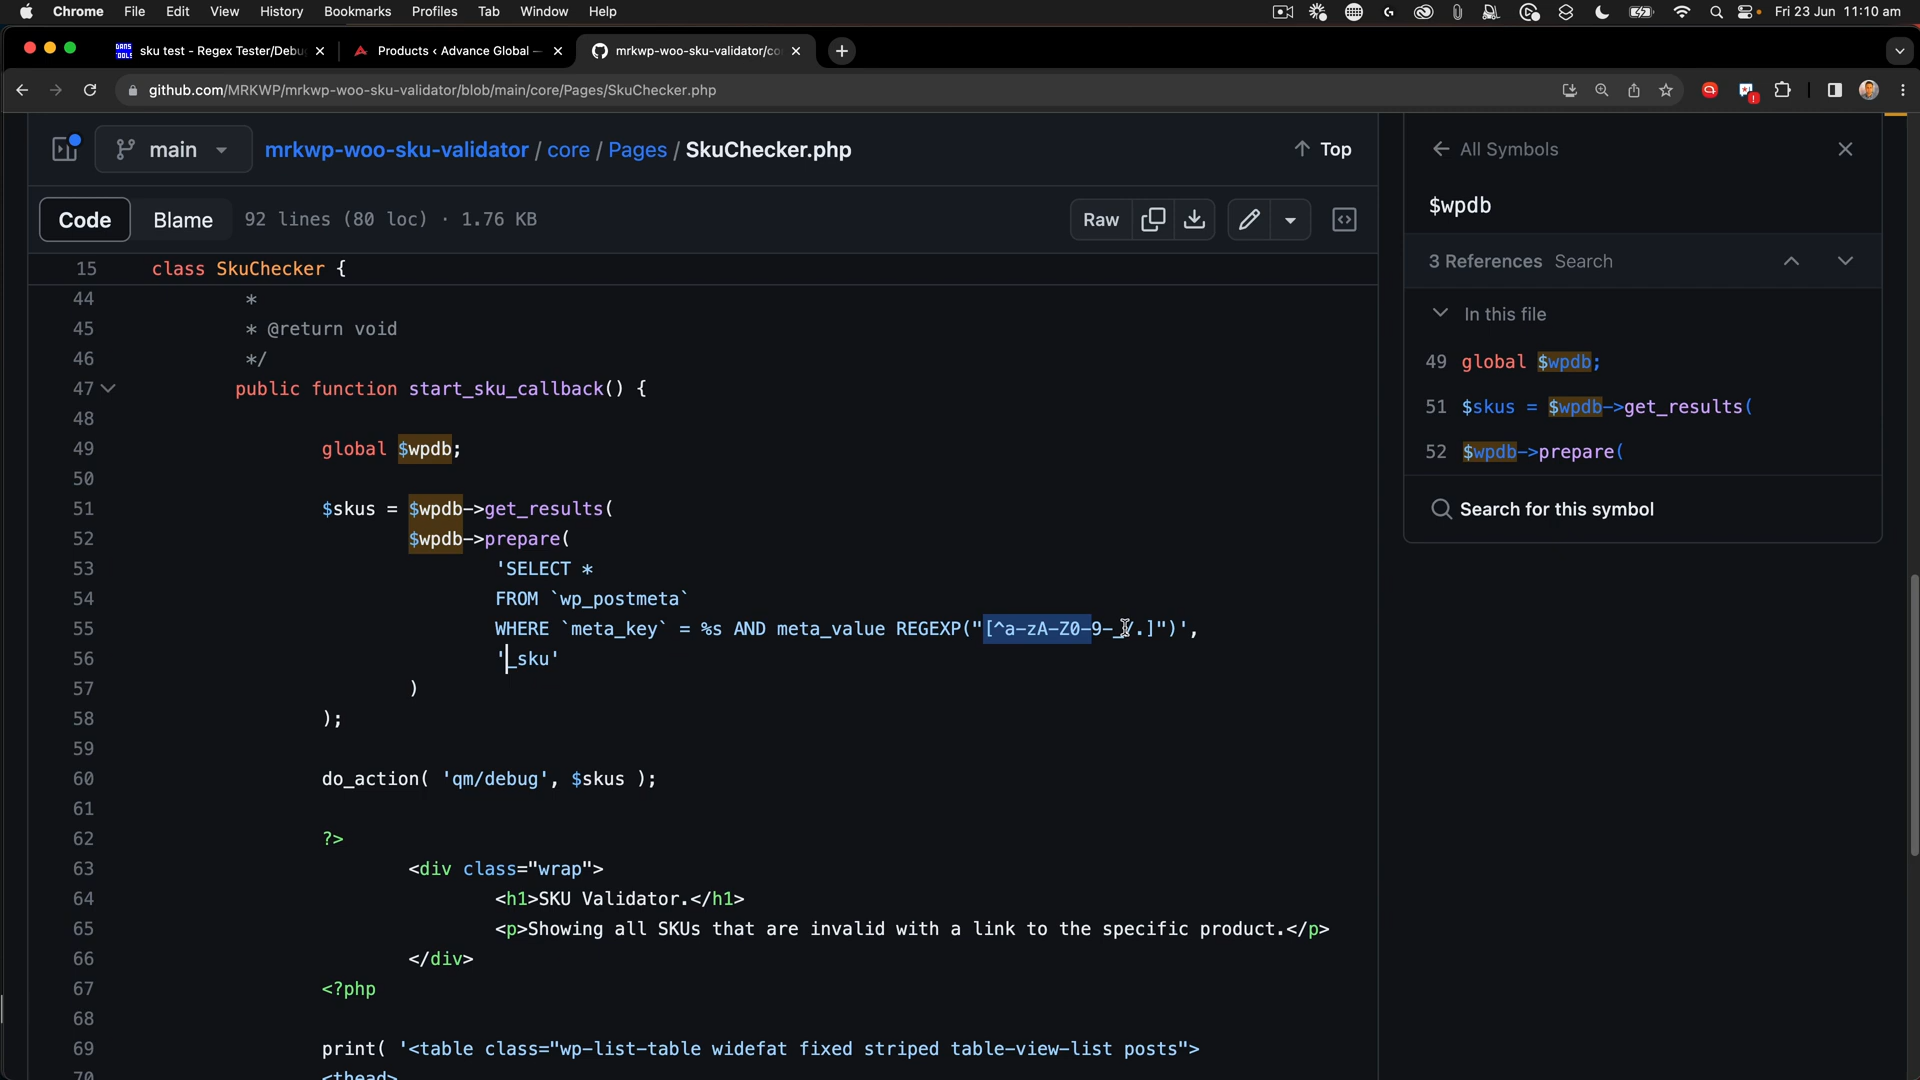 Chrome File Edit View History Bookmarks Profiles Tab Window Help Fri 23 Jun 11:10 am
sku test - Regex Tester/Debu
Products ‹ Advance Global —
mrkwp-woo-sku-validator/co
github.com/MRKWP/mrkwp-woo-sku-validator/blob/main/core/Pages/SkuChecker.php
main
mrkwp-woo-sku-validator / core / Pages / SkuChecker.php
Top
Code Blame 92 lines (80 loc) · 1.76 KB
Raw
15 class SkuChecker {
44 *
45 * @return void
46 */
47 public function start_sku_callback() {
48
49 global $wpdb;
50
51 $skus = $wpdb->get_results(
52 $wpdb->prepare(
53 'SELECT *
54 FROM `wp_postmeta`
55 WHERE `meta_key` = %s AND meta_value REGEXP("[^a-zA-Z0-9-_/.]")',
56 '_sku'
57 )
58 );
59
60 do_action( 'qm/debug', $skus );
61
62 ?>
63 <div class="wrap">
64 <h1>SKU Validator.</h1>
65 <p>Showing all SKUs that are invalid with a link to the specific product.</p>
66 </div>
67 <?php
68
69 print( '<table class="wp-list-table widefat fixed striped table-view-list posts">
70 <thead>
All Symbols
$wpdb
3 References Search
In this file
49 global $wpdb;
51 $skus = $wpdb->get_results(
52 $wpdb->prepare(
Search for this symbol